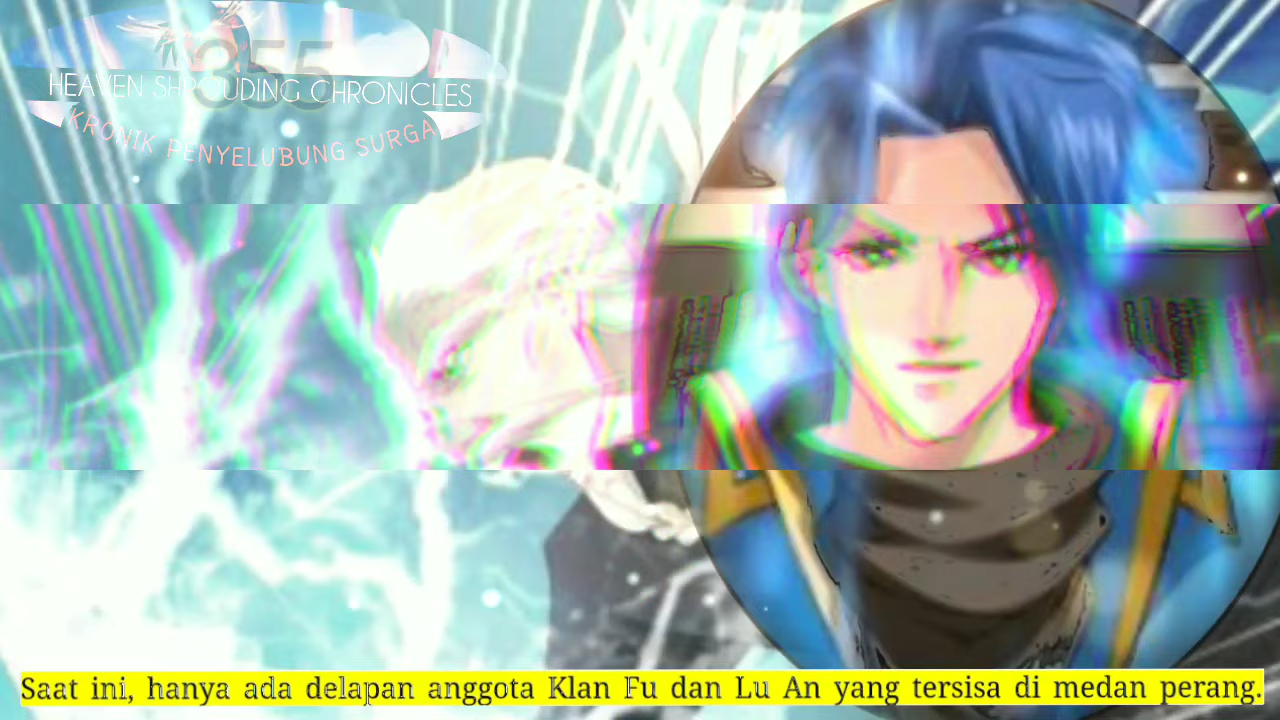 355
HEAVEN SHROUDING CHRONICLES
KRONIK PENYELUBUNG SURGA
Saat ini, hanya ada delapan anggota Klan Fu dan Lu An yang tersisa di medan perang.